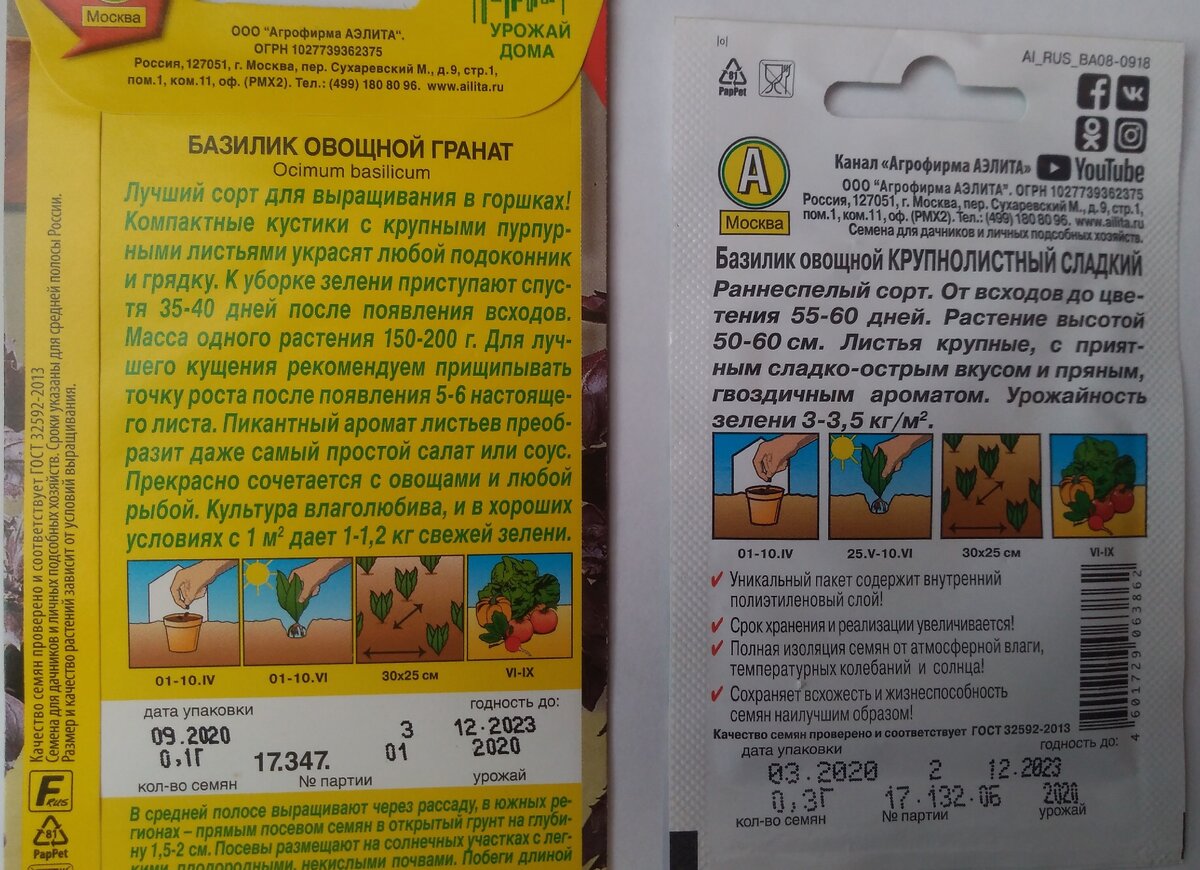 Москва
УРОЖАЙ
ДОМА
ООО "Агрофирма АЭЛИТА".
ОГРН 1027739362375
Россия, 127051, г. Москва, пер. Сухаревский М., д.9, стр.1,
пом.1, ком.11, оф. (РМХ2). Тел.: (499) 180 80 96. www.ailita.ru
БАЗИЛИК ОВОЩНОЙ ГРАНАТ
Ocimum basilicum
Лучший сорт для выращивания в горшках!
Компактные кустики с крупными пурпур-
ными листьями украсят любой подоконник
и грядку. К уборке зелени приступают спус-
тя 35-40 дней после появления всходов.
Масса одного растения 150-200 г. Для луч-
шего кущения рекомендуем прищипывать
точку роста после появления 5-6 настояще-
го листа. Пикантный аромат листьев преоб-
разит даже самый простой салат или соус.
Прекрасно сочетается с овощами и любой
рыбой. Культура влаголюбива, и в хороших
условиях с 1 м² дает 1-1,2 кг свежей зелени.
01-10.IV
01-10.VI
30х25 см
VI-IX
дата упаковки
годность до:
09.2020
3
12.2023
0,1Г
17.347.
01
2020
кол-во семян
№ партии
урожай
В средней полосе выращивают через рассаду, в южных ре-
гионах – прямым посевом семян в открытый грунт на глуби-
ну 1,5-2 см. Посевы размещают на солнечных участках с лег-
кими, плодородными, некислыми почвами. Побеги длиной
Качество семян проверено и соответствует ГОСТ 32592-2013
Семена для дачников и личных подсобных хозяйств. Сроки указаны для средней полосы России.
Размер и качество растений зависит от условий выращивания.
F RUS
81
PapPet
|o|
AI_RUS_BA08-0918
81
PapPet
А
Москва
Канал «Агрофирма АЭЛИТА» YouTube
ООО "Агрофирма АЭЛИТА". ОГРН 1027739362375
Россия, 127051, г. Москва, пер. Сухаревский М., д.9, стр.1,
пом.1, ком.11, оф. (РМХ2). Тел.: (499) 180 80 96. www.ailita.ru
Семена для дачников и личных подсобных хозяйств.
Базилик овощной КРУПНОЛИСТНЫЙ СЛАДКИЙ
Раннеспелый сорт. От всходов до цве-
тения 55-60 дней. Растение высотой
50-60 см. Листья крупные, с прият-
ным сладко-острым вкусом и пряным,
гвоздичным ароматом. Урожайность
зелени 3-3,5 кг/м².
01-10.IV
25.V-10.VI
30х25 см
VI-IX
Уникальный пакет содержит внутренний
полиэтиленовый слой!
Срок хранения и реализации увеличивается!
Полная изоляция семян от атмосферной влаги,
температурных колебаний и солнца!
Сохраняет всхожесть и жизнеспособность
семян наилучшим образом!
4 601729 063862
Качество семян проверено и соответствует ГОСТ 32592-2013
дата упаковки
годность до:
03.2020
2
12.2023
0,3Г
17.132.06
2020
кол-во семян
№ партии
урожай